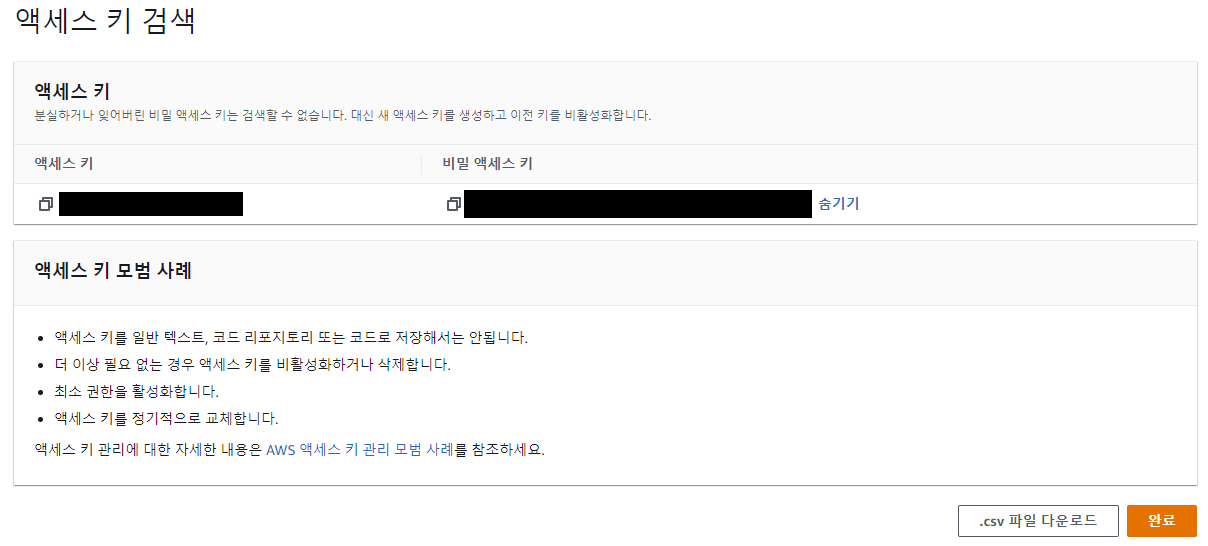 액세스 키 검색
액세스 키
분실하거나 잊어버린 비밀 액세스 키는 검색할 수 없습니다. 대신 새 액세스 키를 생성하고 이전 키를 비활성화합니다.
액세스 키 비밀 액세스 키
숨기기
액세스 키 모범 사례
• 액세스 키를 일반 텍스트, 코드 리포지토리 또는 코드로 저장해서는 안됩니다.
• 더 이상 필요 없는 경우 액세스 키를 비활성화하거나 삭제합니다.
• 최소 권한을 활성화합니다.
• 액세스 키를 정기적으로 교체합니다.
액세스 키 관리에 대한 자세한 내용은 AWS 액세스 키 관리 모범 사례를 참조하세요.
.csv 파일 다운로드 완료